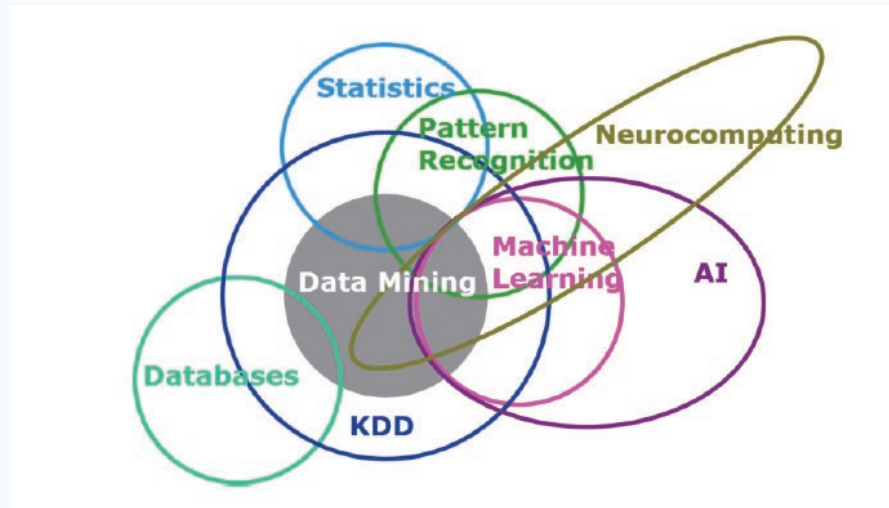 Statistics
Pattern
Recognition
Neurocomputing
Machine
Learning
Data Mining
AI
Databases
KDD